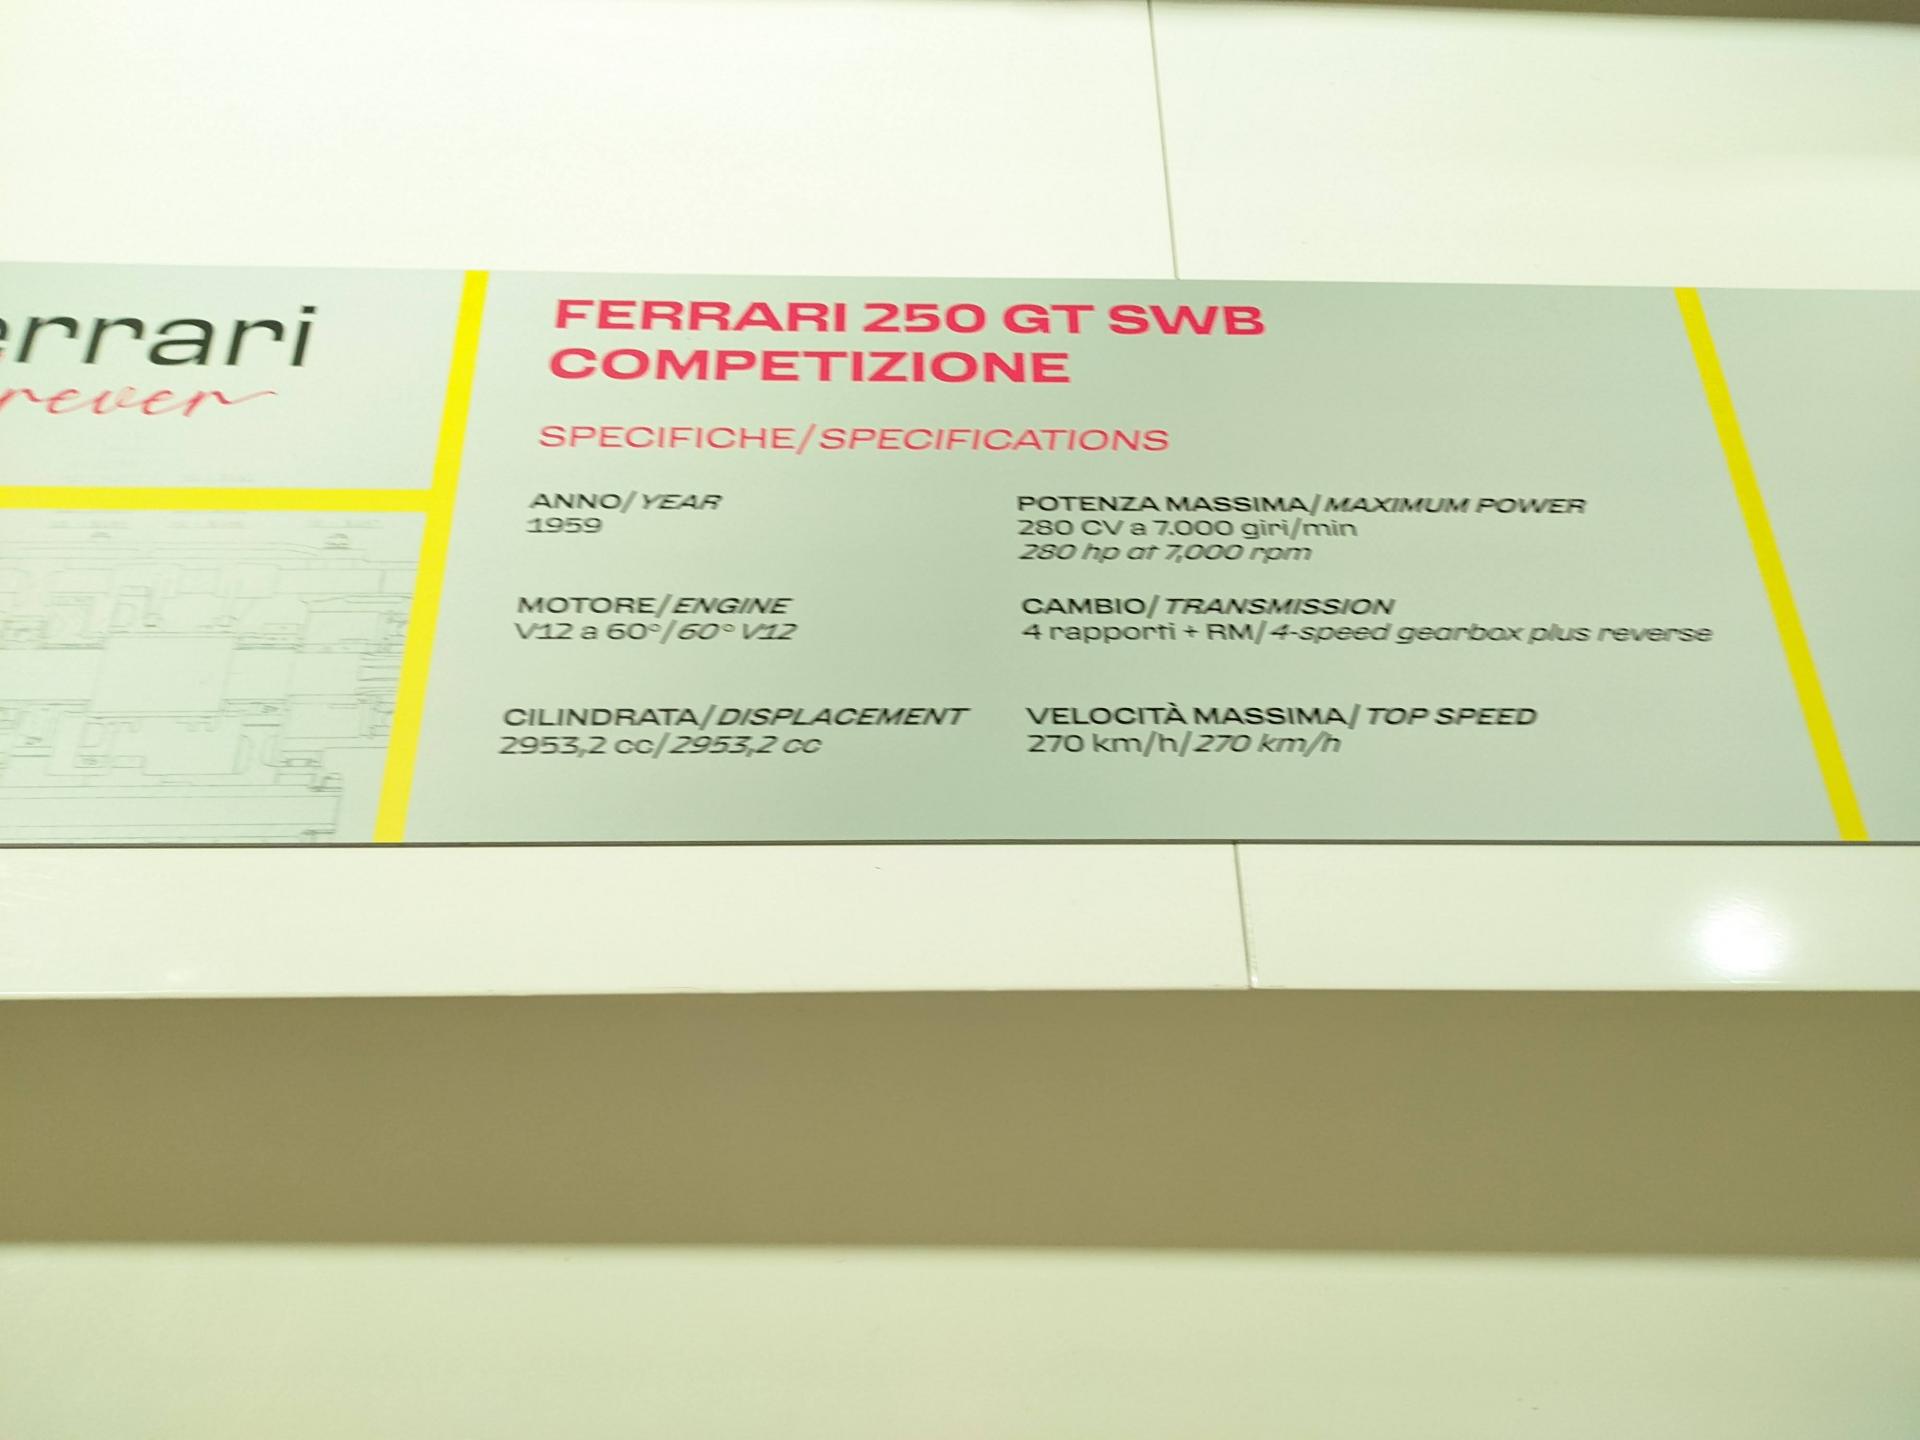 errari
rever
FERRARI 250 GT SWB
COMPETIZIONE
SPECIFICHE/SPECIFICATIONS
ANNO/YEAR
1959
MOTORE/ENGINE
V12 a 60°/60° V12
CILINDRATA/DISPLACEMENT
2953,2 cc/2953,2 cc
POTENZA MASSIMA/MAXIMUM POWER
280 CV a 7.000 giri/min
280 hp at 7,000 rpm
CAMBIO/TRANSMISSION
4 rapporti + RM/4-speed gearbox plus reverse
VELOCITÀ MASSIMA/TOP SPEED
270 km/h/270 km/h